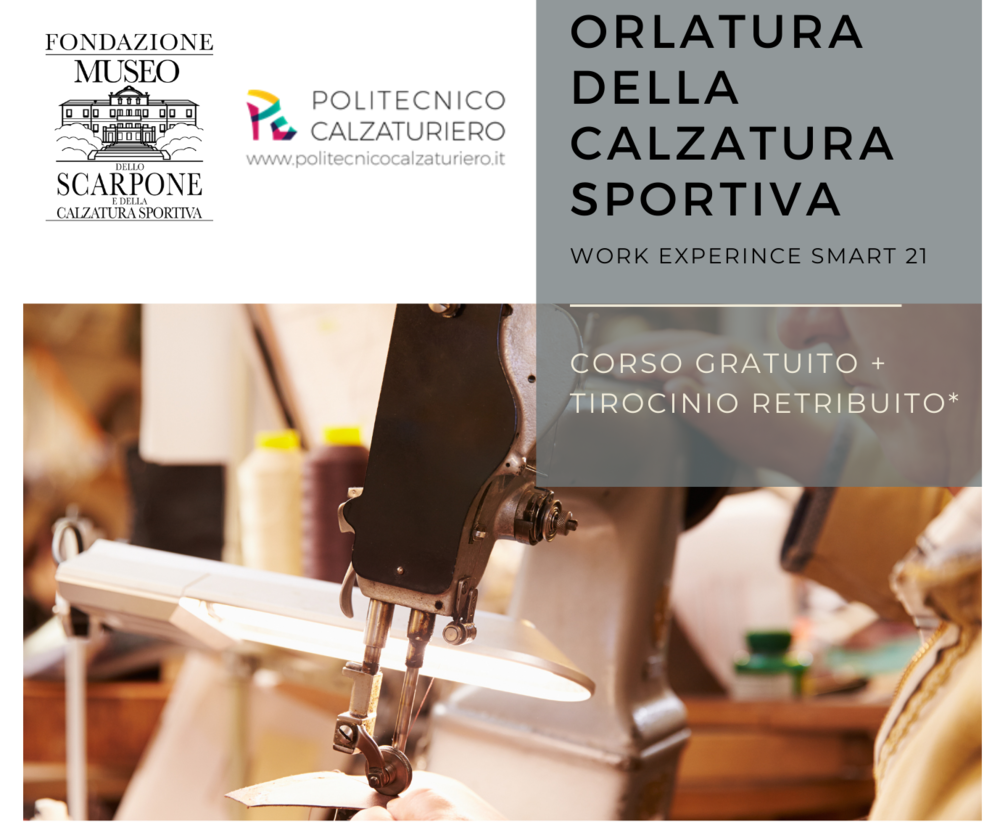 FONDAZIONE
MUSEO
DELLO
SCARPONE
E DELLA
CALZATURA SPORTIVA
POLITECNICO
CALZATURIERO
www.politecnicocalzaturiero.it
ORLATURA
DELLA
CALZATURA
SPORTIVA
WORK EXPERINCE SMART 21
CORSO GRATUITO +
TIROCINIO RETRIBUITO*